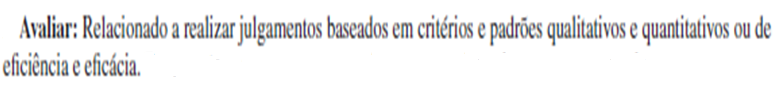 Avaliar: Relacionado a realizar julgamentos baseados em critérios e padrões qualitativos e quantitativos ou de
eficiência e eficácia.